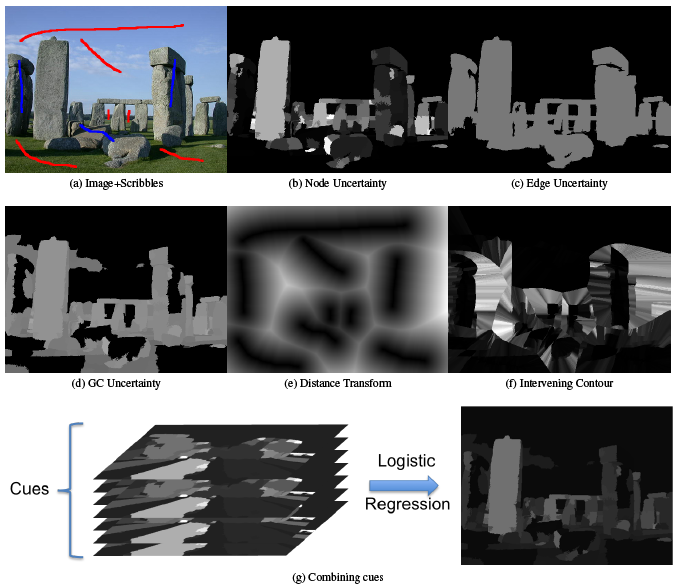 (a) Image+Scribbles
(b) Node Uncertainty
(c) Edge Uncertainty
(d) GC Uncertainty
(e) Distance Transform
(f) Intervening Contour
Cues
Logistic
Regression
(g) Combining cues